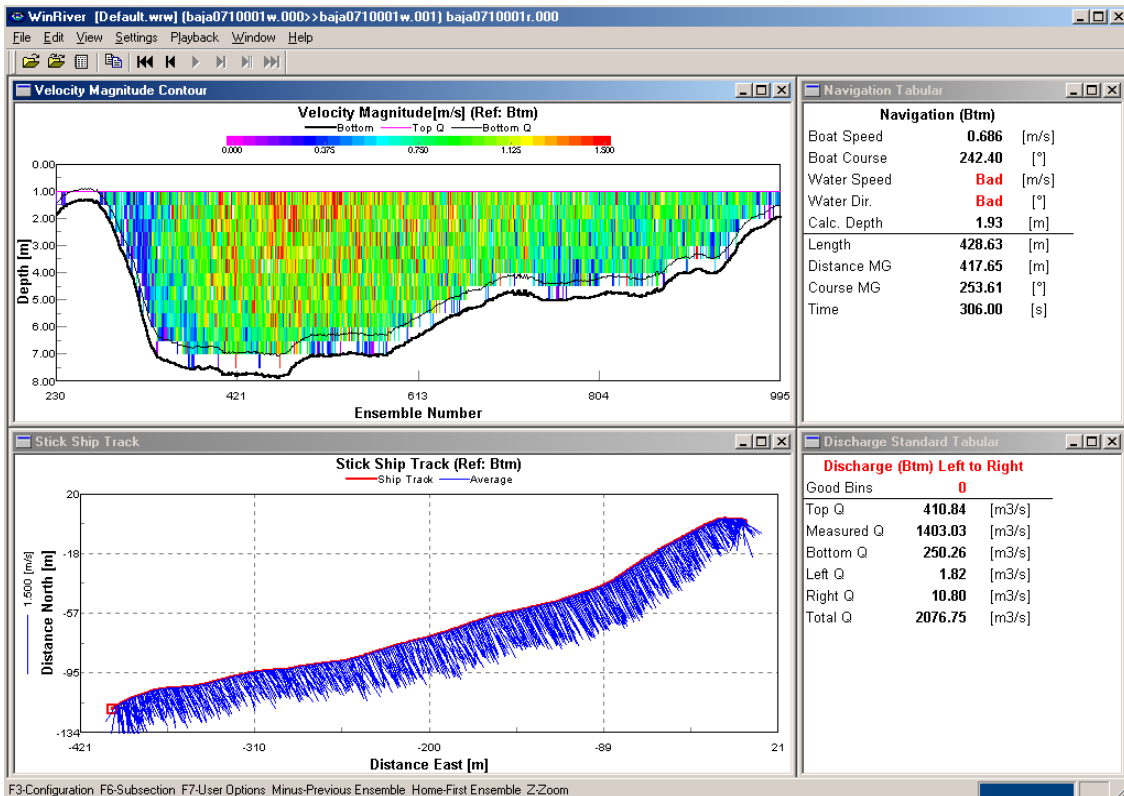 WinRiver [Default.wrw] (baja0710001w.000>>baja0710001w.001) baja0710001r.000
File Edit View Settings Playback Window Help
Velocity Magnitude Contour
Velocity Magnitude[m/s] (Ref: Btm)
Bottom Top Q Bottom Q
0.000 0.375 0.750 1.125 1.500
Depth [m]
0.00
1.00
2.00
3.00
4.00
5.00
6.00
7.00
8.00
230 421 613 804 995
Ensemble Number
Navigation Tabular
Navigation (Btm)
Boat Speed 0.686 [m/s]
Boat Course 242.40 [°]
Water Speed Bad [m/s]
Water Dir. Bad [°]
Calc. Depth 1.93 [m]
Length 428.63 [m]
Distance MG 417.65 [m]
Course MG 253.61 [°]
Time 306.00 [s]
Stick Ship Track
Stick Ship Track (Ref: Btm)
Ship Track Average
1.500 [m/s]
Distance North [m]
20
-18
-57
-95
-134
-421 -310 -200 -89 21
Distance East [m]
Discharge Standard Tabular
Discharge (Btm) Left to Right
Good Bins 0
Top Q 410.84 [m3/s]
Measured Q 1403.03 [m3/s]
Bottom Q 250.26 [m3/s]
Left Q 1.82 [m3/s]
Right Q 10.80 [m3/s]
Total Q 2076.75 [m3/s]
F3-Configuration F6-Subsection F7-User Options Minus-Previous Ensemble Home-First Ensemble Z-Zoom